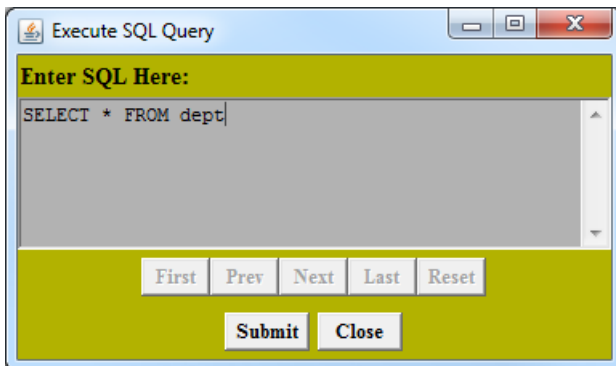 Execute SQL Query
Enter SQL Here:
SELECT * FROM dept
First Prev Next Last Reset
Submit Close